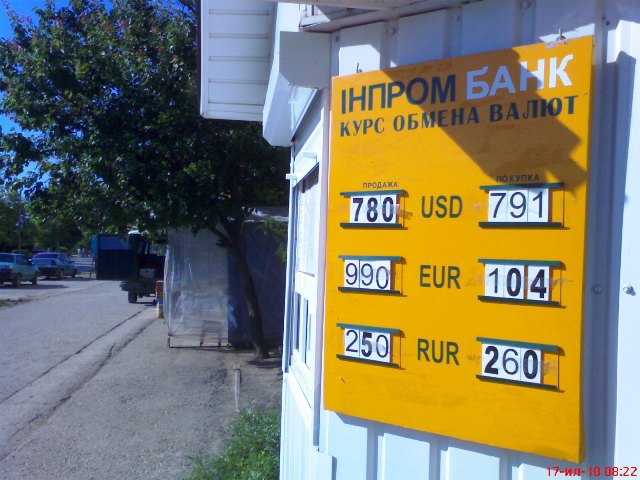 ІНПРОМ БАНК
КУРС ОБМЕНА ВАЛЮТ
ПРОДАЖА ПОКУПКА
780 USD 791
990 EUR 104
250 RUR 260
17-ил-10 08:22